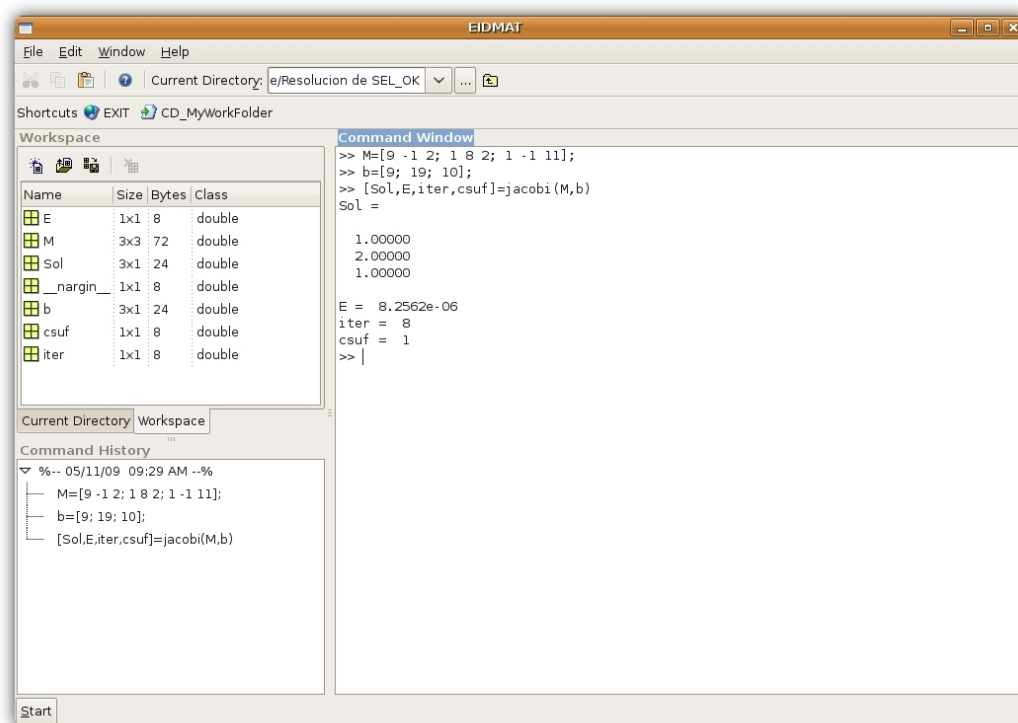 EIDMAT
File Edit Window Help
Current Directory: e/Resolucion de SEL_OK ...
Shortcuts EXIT CD_MyWorkFolder
Workspace
Name Size Bytes Class
E 1x1 8 double
M 3x3 72 double
Sol 3x1 24 double
__nargin__ 1x1 8 double
b 3x1 24 double
csuf 1x1 8 double
iter 1x1 8 double
Current Directory Workspace
Command History
%-- 05/11/09 09:29 AM --%
M=[9 -1 2; 1 8 2; 1 -1 11];
b=[9; 19; 10];
[Sol,E,iter,csuf]=jacobi(M,b)
Command Window
>> M=[9 -1 2; 1 8 2; 1 -1 11];
>> b=[9; 19; 10];
>> [Sol,E,iter,csuf]=jacobi(M,b)
Sol =
1.00000
2.00000
1.00000
E = 8.2562e-06
iter = 8
csuf = 1
>>
Start